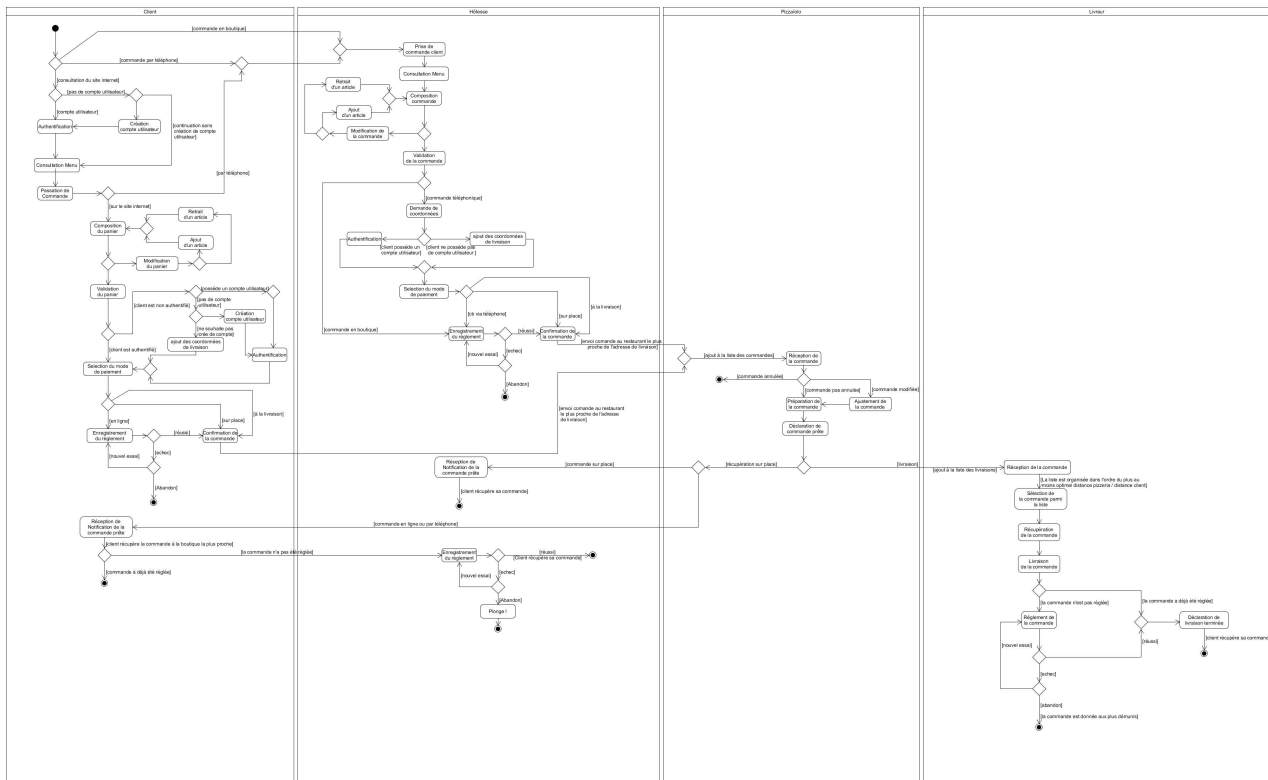 Client
Hôtesse
Pizzaïolo
Livreur
[commande en boutique]
[commande par téléphone]
[consultation du site internet]
[pas de compte utilisateur]
[compte utilisateur]
Authentification
Création
compte utilisateur
[continuation sans
création de compte
utilisateur]
Consultation Menu
[par téléphone]
Passation de
Commande
[sur le site internet]
Composition
du panier
Retrait
d'un article
Ajout
d'un article
Modification
du panier
Validation
du panier
[possède un compte utilisateur]
[client est non authentifié]
[pas de compte
utilisateur]
Création
compte utilisateur
[ne souhaite pas
crée de compte]
ajout des coordonnées
de livraison
[client est authentifié]
Authentification
Selection du mode
de paiement
[à la livraison]
[en ligne]
[sur place]
Enregistrement
du règlement
[réussi]
Confirmation de
la commande
[nouvel essai]
[echec]
[Abandon]
Réception de
Notification de la
commande prête
[client récupère la commande à la boutique la plus proche]
[commande à déjà été réglée]
Prise de
commande client
Consultation Menu
Retrait
d'un article
Composition
commande
Ajout
d'un article
Modification de
la commande
Validation
de la commande
[commande téléphonique]
Demande de
coordonnées
Authentification
ajout des coordonnées
de livraison
[client possède un
compte utilisateur]
[client ne possède pas
de compte utilisateur ]
Selection du mode
de paiement
[à la livraison]
[cb via téléphone]
[sur place]
[commande en boutique]
Enregistrement
du règlement
[réussi]
Confirmation de
la commande
[envoi comande au restaurant le plus
proche de l'adresse de livraison]
[nouvel essai]
[echec]
[Abandon]
[envoi comande au restaurant
le plus proche de l'adresse
de livraison]
Réception de
Notification de la
commande prête
[commande sur place]
[client récupère sa commande]
[commande en ligne ou par téléphone]
[la commande n'a pas été réglée]
Enregistrement
du règlement
[réussi]
[Client récupère sa commande]
[nouvel essai]
[echec]
[Abandon]
Plonge !
[ajout à la liste des commandes]
Réception de
la commande
[commande annulée]
[commande pas annulée]
[commande modifiée]
Préparation de
la commande
Ajustement de
la commande
Déclaration de
commande prête
[récupération sur place]
[livraison]
[ajout à la liste des livraisons]
Réception de la commande
[La liste est organisée dans l'ordre du plus au
moins optimal distance pizzeria / distance client]
Sélection de
la commande parmi
la liste
Récupération
de la commande
Livraison
de la commande
[la commande n'est pas règlée]
[la commande a déjà été réglée]
Règlement de
la commande
Déclaration de
livraison terminée
[nouvel essai]
[réussi]
[echec]
[abandon]
[la commande est donnée aux plus démunis]